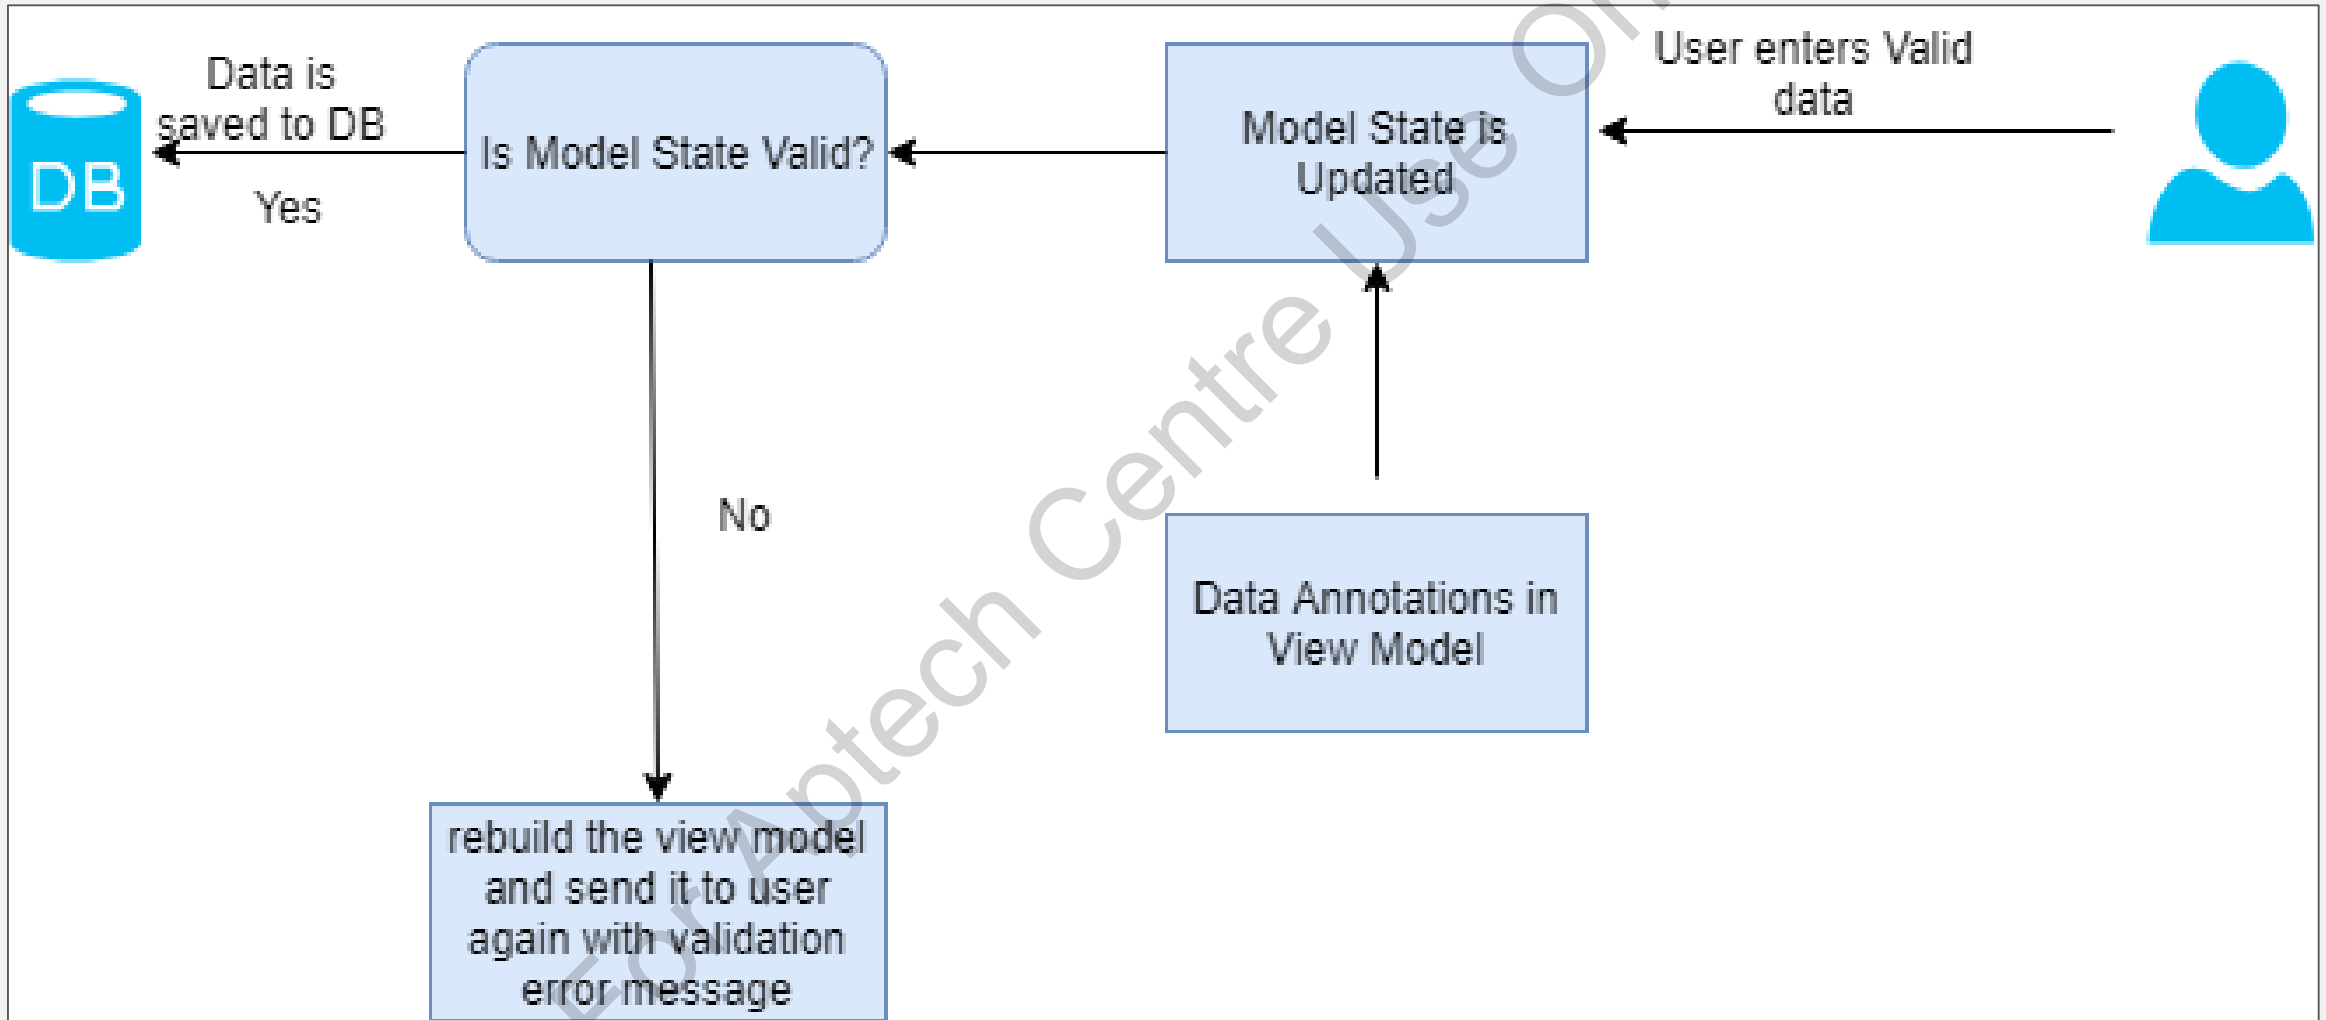 Data is
saved to DB
Yes
DB
Is Model State Valid?
Model State is
Updated
User enters Valid
data
No
Data Annotations in
View Model
rebuild the view model
and send it to user
again with validation
error message
For Aptech Centre Use